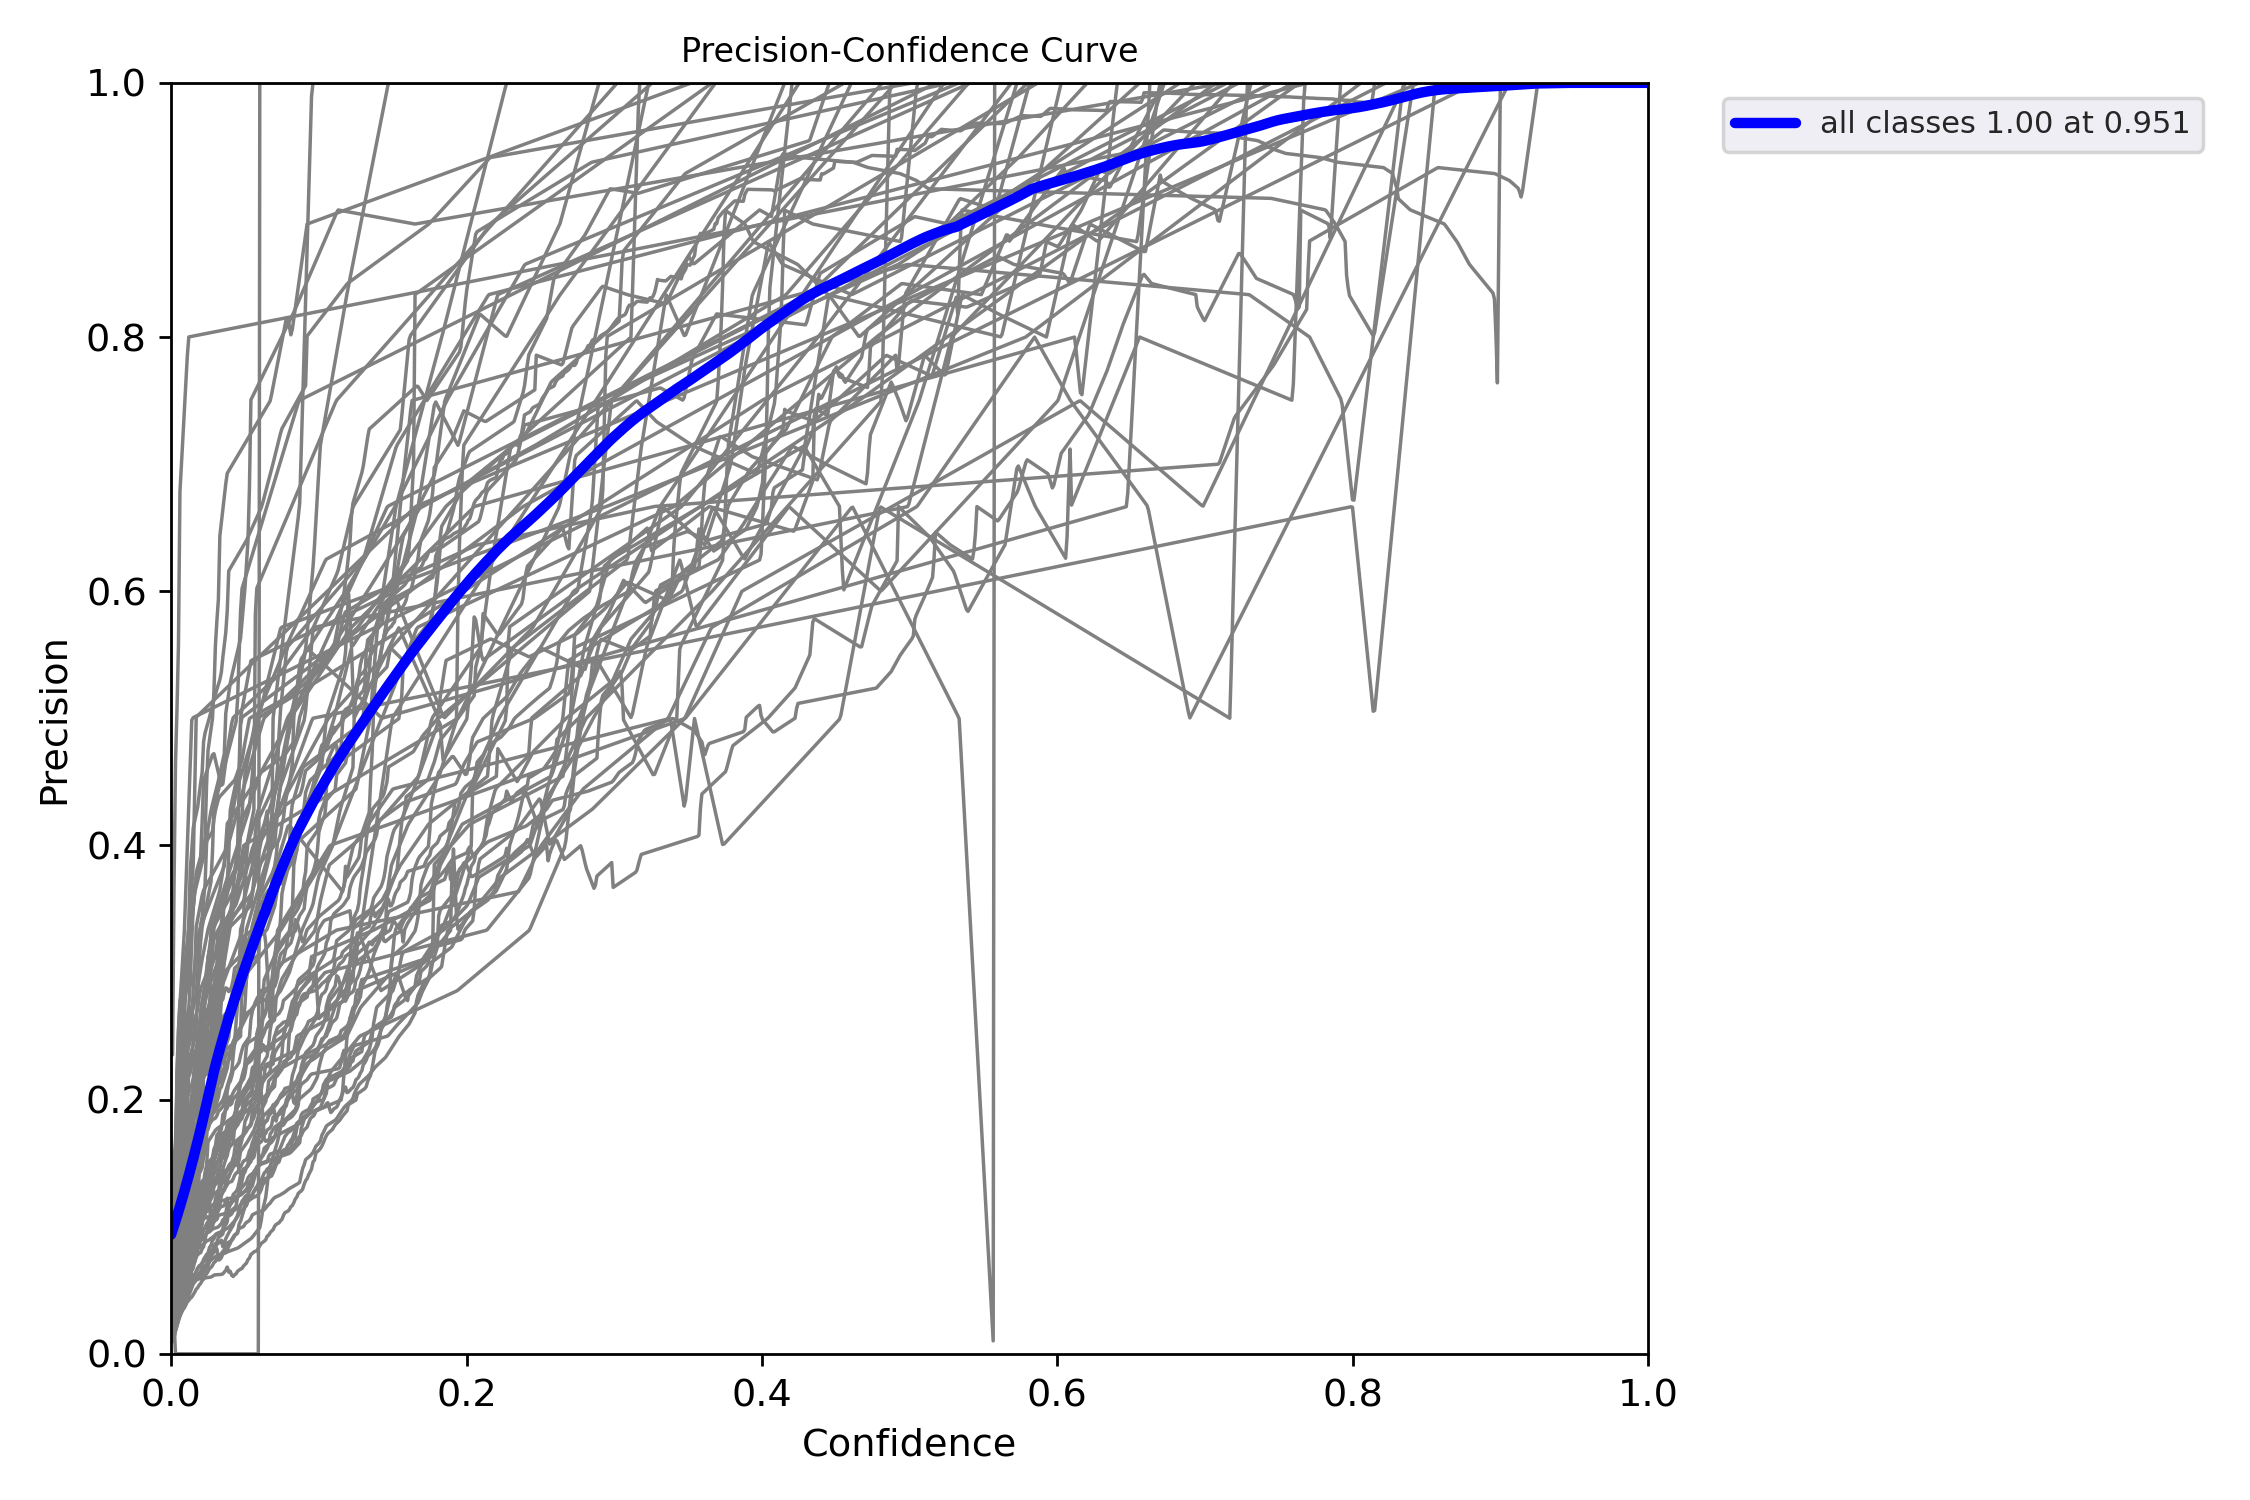 Precision-Confidence Curve
1.0
all classes 1.00 at 0.951
0.8
0.6
Precision
0.4
0.2
0.0
0.0 0.2 0.4 0.6 0.8 1.0
Confidence